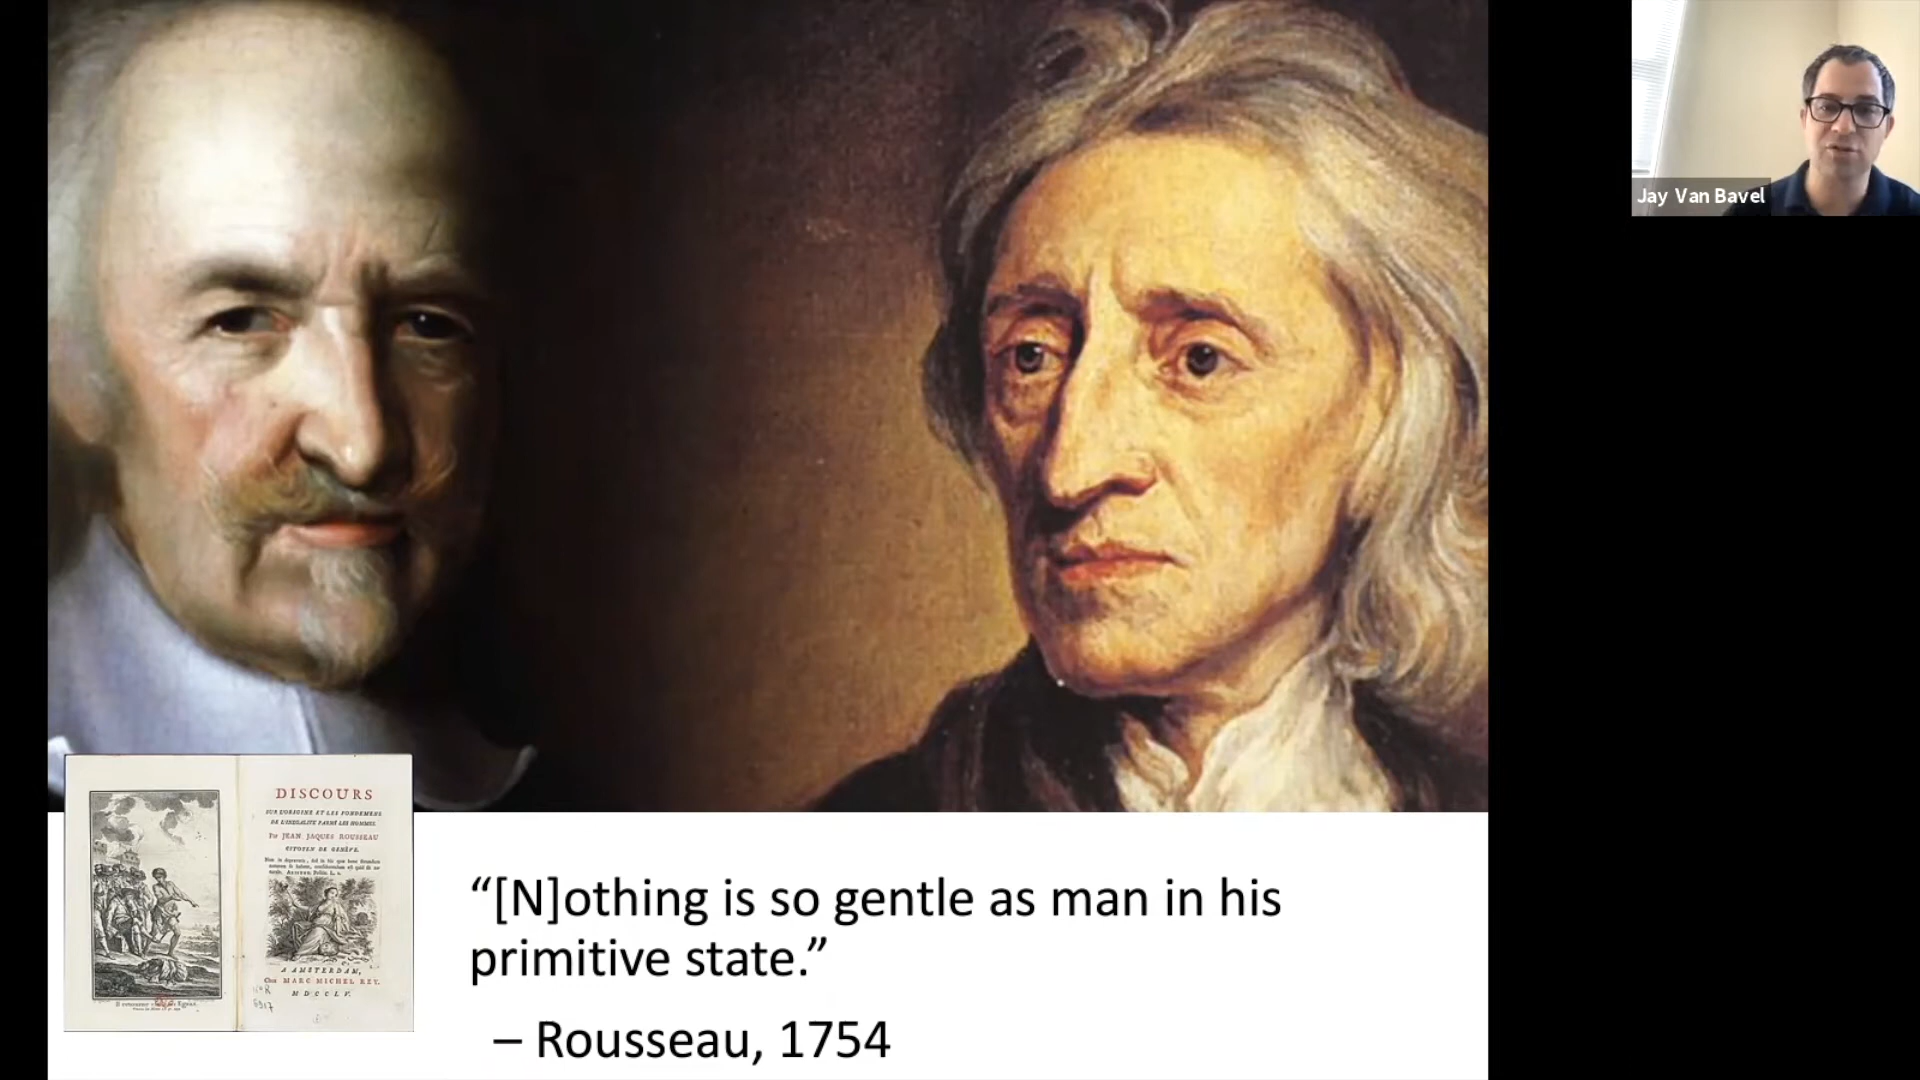 Jay Van Bavel
DISCOURS
SUR L'ORIGINE ET LES FONDEMENS
DE L'INEGALITE PARMI LES HOMMES.
Par JEAN JAQUES ROUSSEAU
CITOYEN DE GENÈVE.
A AMSTERDAM,
Chez MARC MICHEL REY.
MDCCLV.
“[N]othing is so gentle as man in his
primitive state.”
– Rousseau, 1754